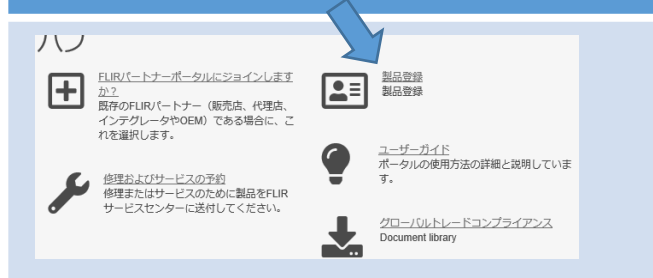 FLIRパートナーポータルにジョインします
か?
既存のFLIRパートナー（販売店、代理店、
インテグレータやOEM）である場合に、こ
れを選択します。
修理およびサービスの予約
修理またはサービスのために製品をFLIR
サービスセンターに送付してください。
製品登録
製品登録
ユーザーガイド
ポータルの使用方法の詳細と説明していま
す。
グローバルトレードコンプライアンス
Document library